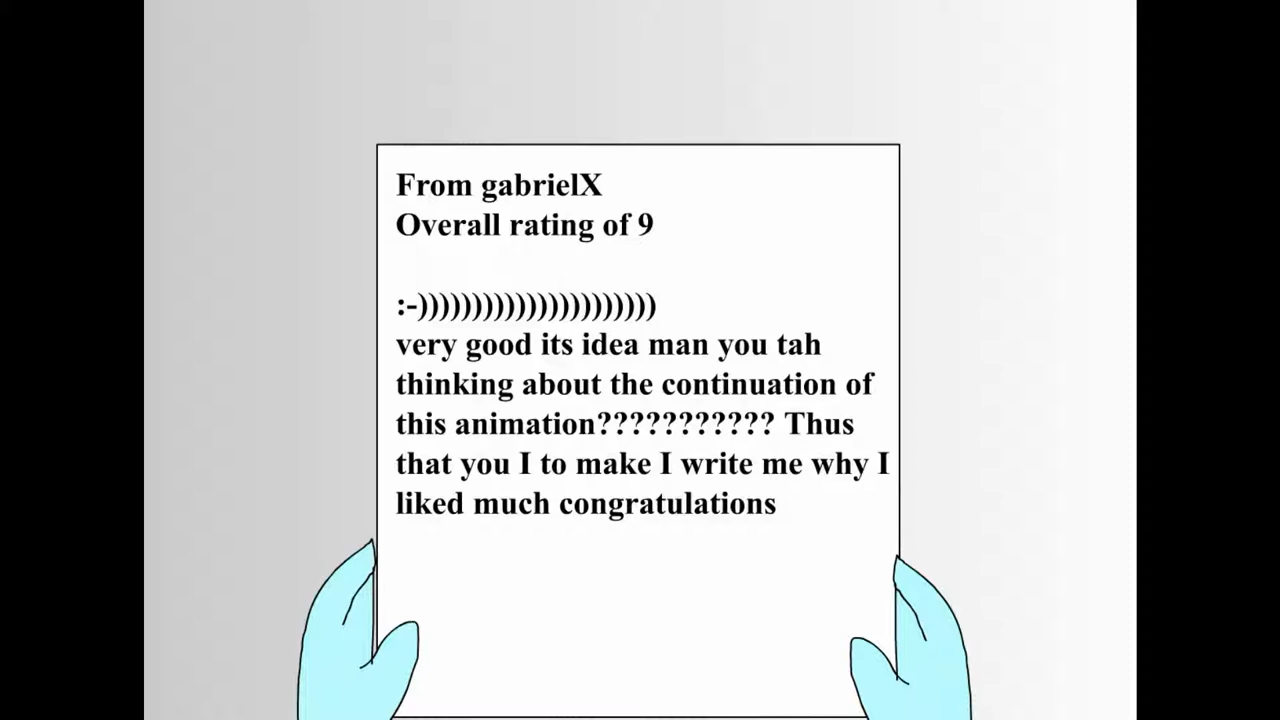 From gabrielX
Overall rating of 9
:-))))))))))))))))))))))
very good its idea man you tah
thinking about the continuation of
this animation??????????? Thus
that you I to make I write me why I
liked much congratulations